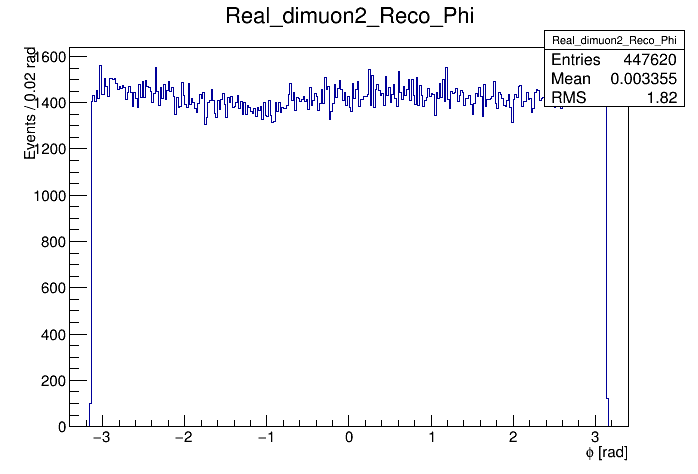 Real_dimuon2_Reco_Phi
Real_dimuon2_Reco_Phi
Entries 447620
Mean 0.003355
RMS 1.82
Events / 0.02 rad
1600
1400
1200
1000
800
600
400
200
0
−3 −2 −1 0 1 2 3
ϕ [rad]